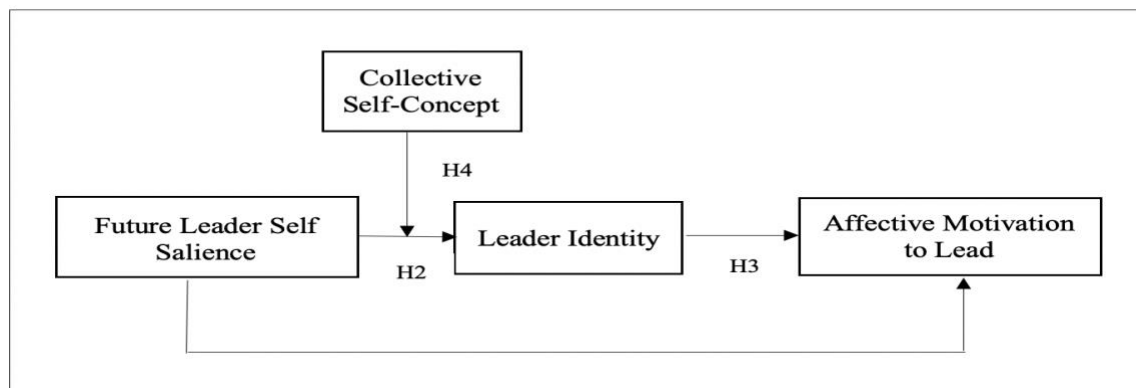 Collective
Self-Concept
H4
Future Leader Self
Salience
H2
Leader Identity
H3
Affective Motivation
to Lead